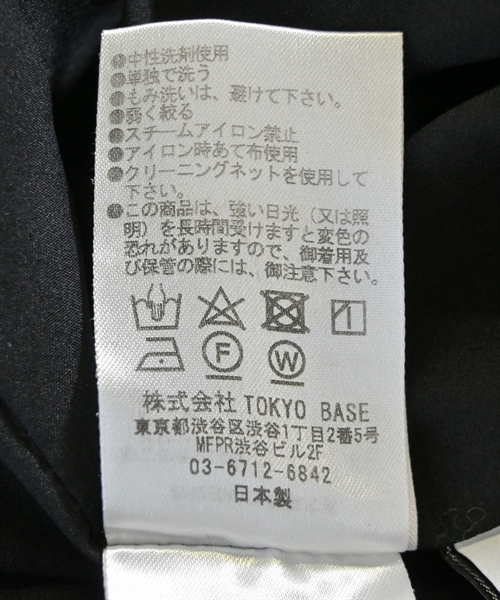 ●中性洗剤使用
●単独で洗う
●もみ洗いは、避けて下さい。
●弱く絞る
●スチームアイロン禁止
●アイロン時あて布使用
●クリーニングネットを使用して
下さい。
●この商品は、強い日光（又は照
明）を長時間受けますと変色の
恐れがありますので、御着用及
び保管の際には、御注意下さい。
F W
株式会社 TOKYO BASE
東京都渋谷区渋谷1丁目2番5号
MFPR渋谷ビル2F
03-6712-6842
日本製